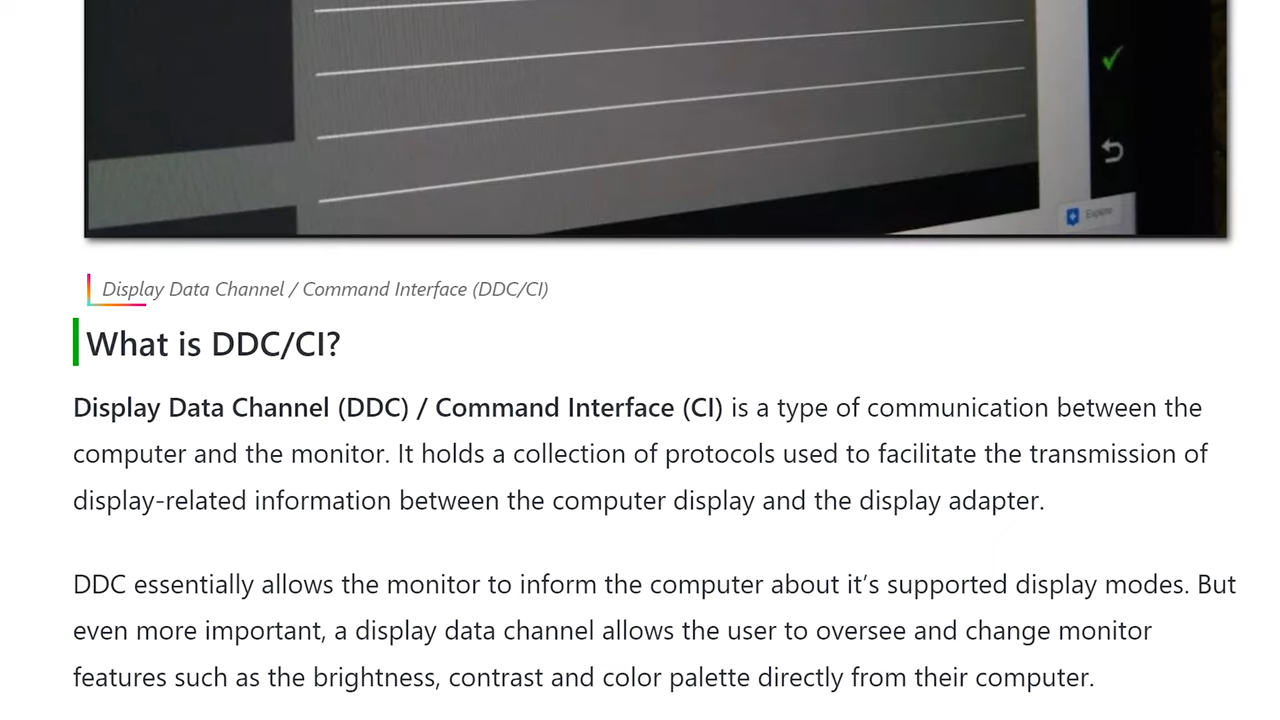 Explore
Display Data Channel / Command Interface (DDC/CI)
What is DDC/CI?
Display Data Channel (DDC) / Command Interface (CI) is a type of communication between the
computer and the monitor. It holds a collection of protocols used to facilitate the transmission of
display-related information between the computer display and the display adapter.
DDC essentially allows the monitor to inform the computer about it’s supported display modes. But
even more important, a display data channel allows the user to oversee and change monitor
features such as the brightness, contrast and color palette directly from their computer.